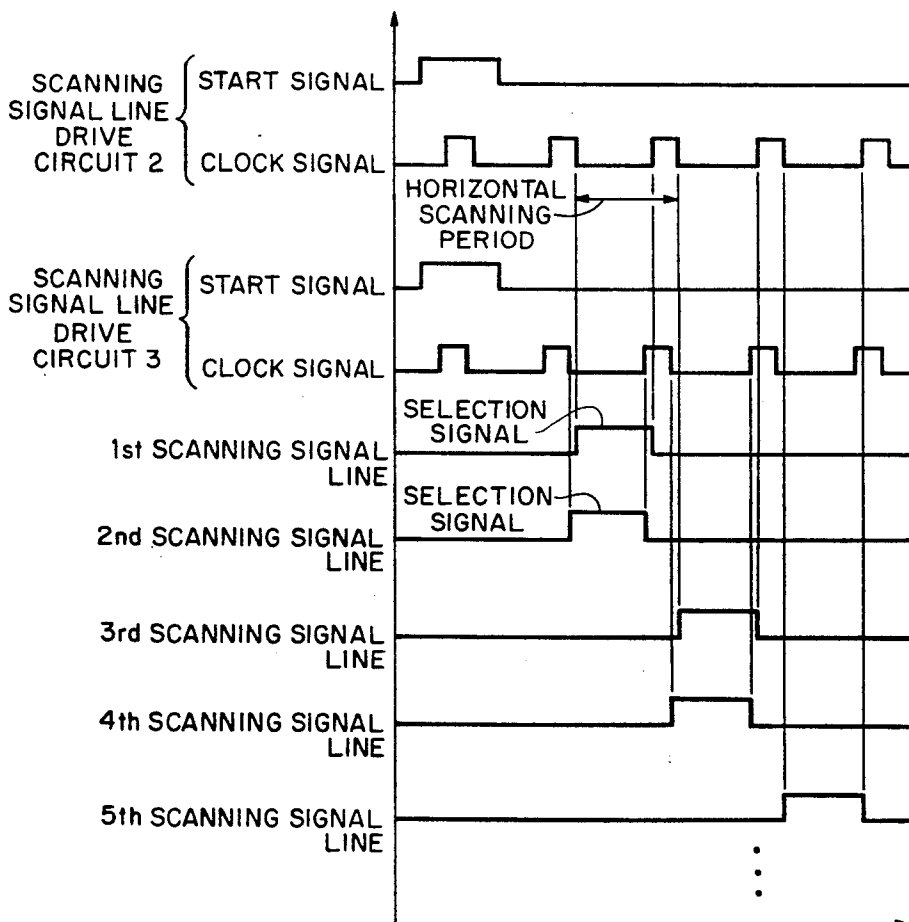 SCANNING
SIGNAL LINE
DRIVE
CIRCUIT 2
START SIGNAL
CLOCK SIGNAL
HORIZONTAL
SCANNING
PERIOD
SCANNING
SIGNAL LINE
DRIVE
CIRCUIT 3
START SIGNAL
CLOCK SIGNAL
SELECTION
SIGNAL
1st SCANNING SIGNAL
LINE
SELECTION
SIGNAL
2nd SCANNING SIGNAL
LINE
3rd SCANNING SIGNAL
LINE
4th SCANNING SIGNAL
LINE
5th SCANNING SIGNAL
LINE